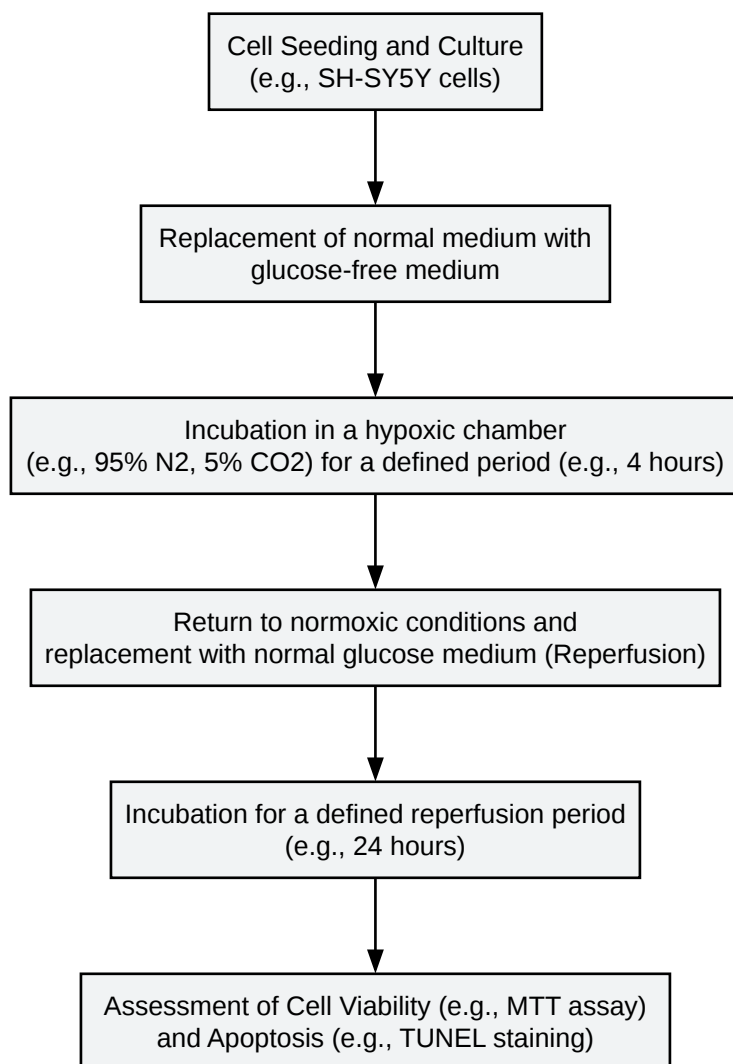 Cell Seeding and Culture
(e.g., SH-SY5Y cells)
Replacement of normal medium with
glucose-free medium
Incubation in a hypoxic chamber
(e.g., 95% N2, 5% CO2) for a defined period (e.g., 4 hours)
Return to normoxic conditions and
replacement with normal glucose medium (Reperfusion)
Incubation for a defined reperfusion period
(e.g., 24 hours)
Assessment of Cell Viability (e.g., MTT assay)
and Apoptosis (e.g., TUNEL staining)